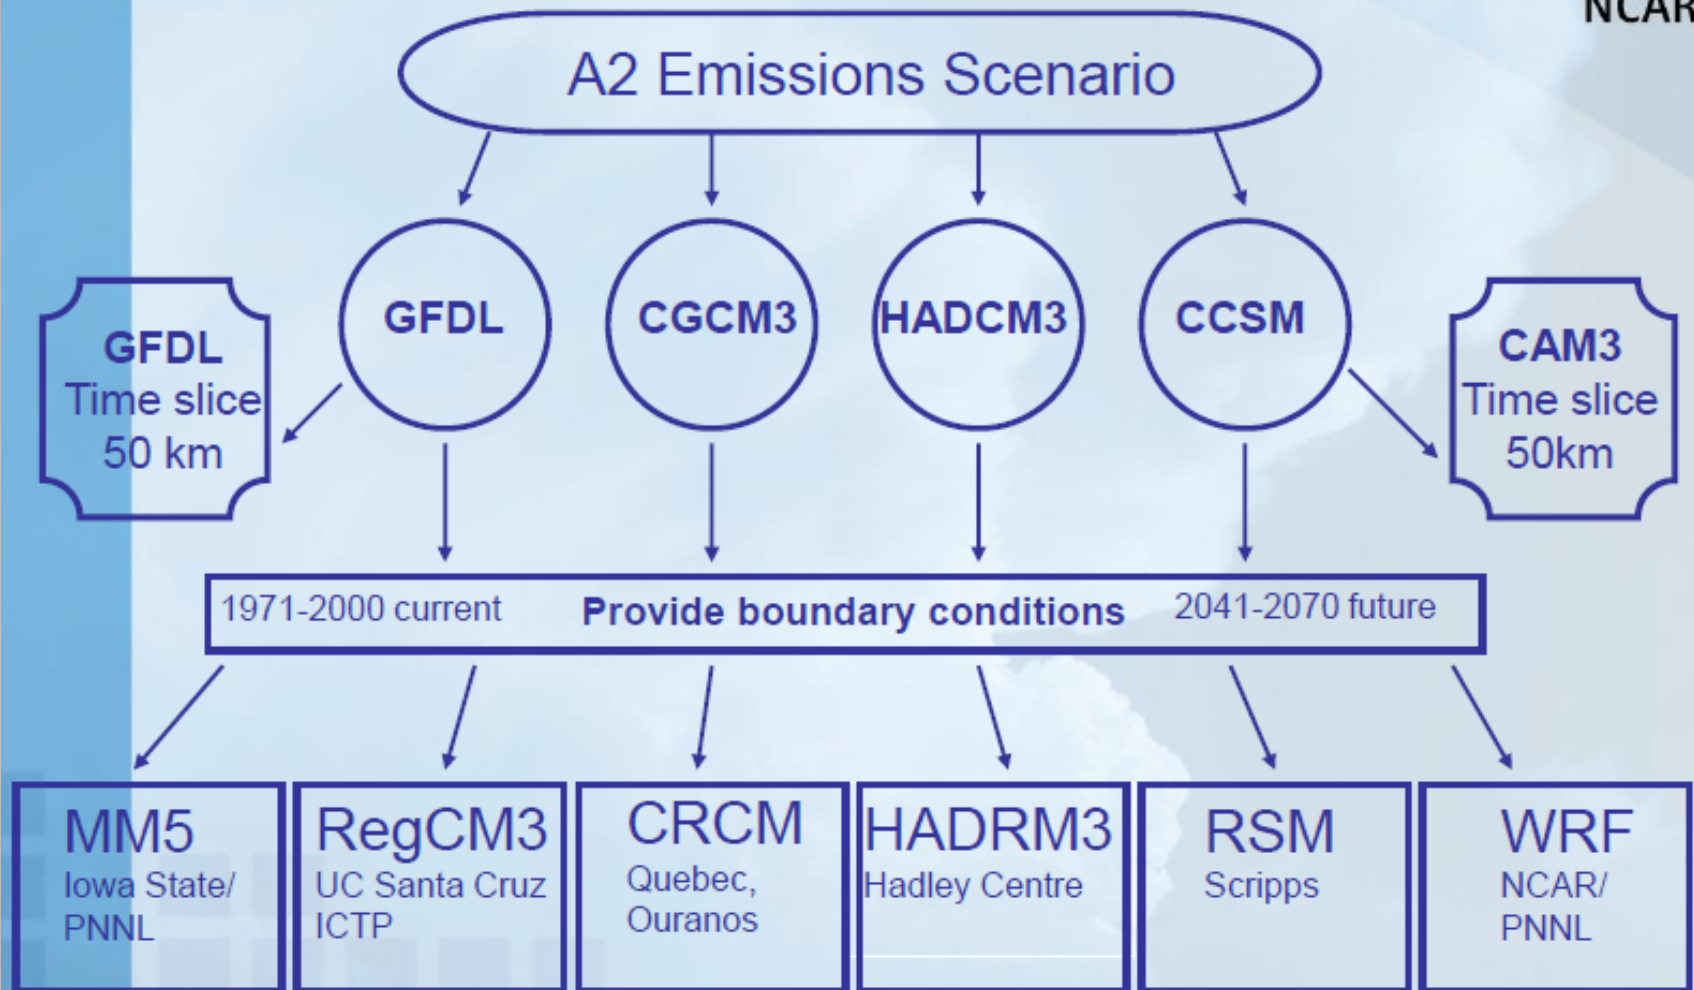 NCAR
A2 Emissions Scenario
GFDL
CGCM3
HADCM3
CCSM
GFDL
Time slice
50 km
CAM3
Time slice
50km
1971-2000 current
Provide boundary conditions
2041-2070 future
MM5
Iowa State/
PNNL
RegCM3
UC Santa Cruz
ICTP
CRCM
Quebec,
Ouranos
HADRM3
Hadley Centre
RSM
Scripps
WRF
NCAR/
PNNL